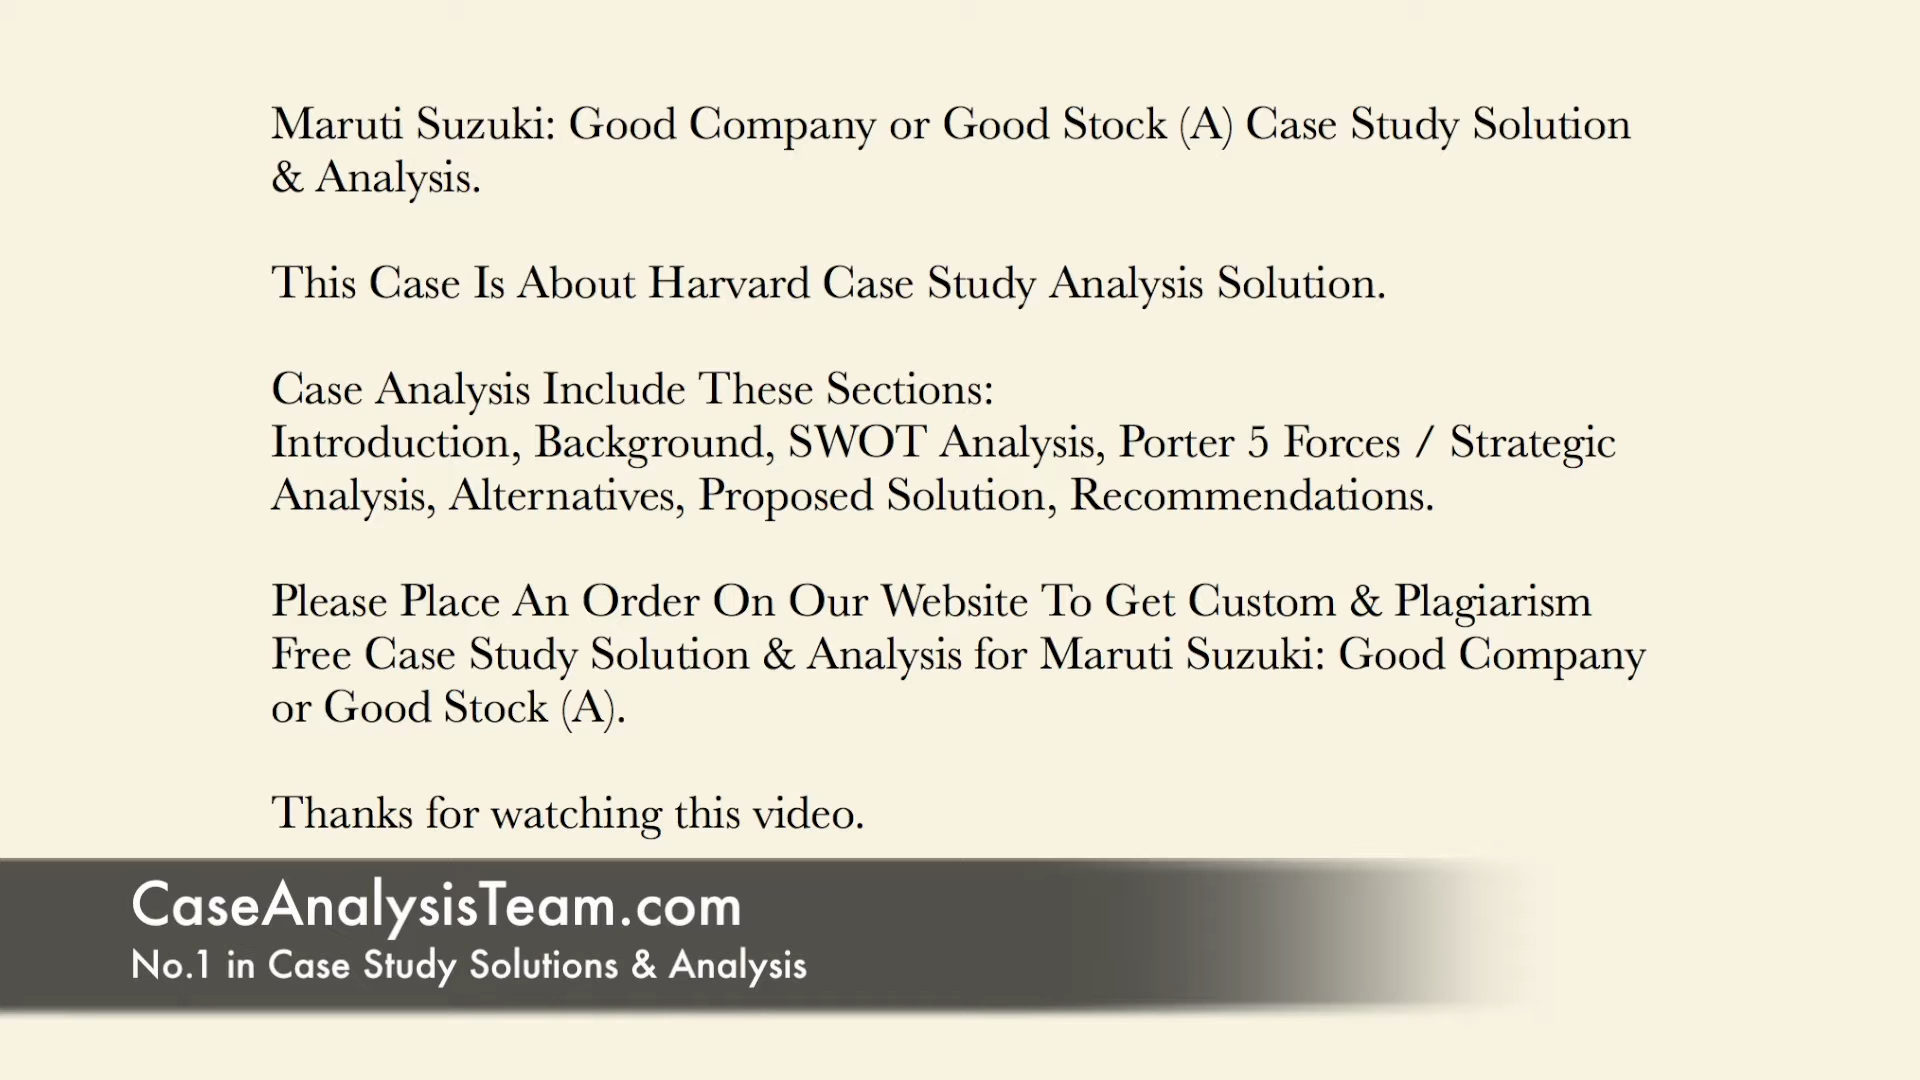 Maruti Suzuki: Good Company or Good Stock (A) Case Study Solution
& Analysis.
This Case Is About Harvard Case Study Analysis Solution.
Case Analysis Include These Sections:
Introduction, Background, SWOT Analysis, Porter 5 Forces / Strategic
Analysis, Alternatives, Proposed Solution, Recommendations.
Please Place An Order On Our Website To Get Custom & Plagiarism
Free Case Study Solution & Analysis for Maruti Suzuki: Good Company
or Good Stock (A).
Thanks for watching this video.
CaseAnalysisTeam.com
No.1 in Case Study Solutions & Analysis